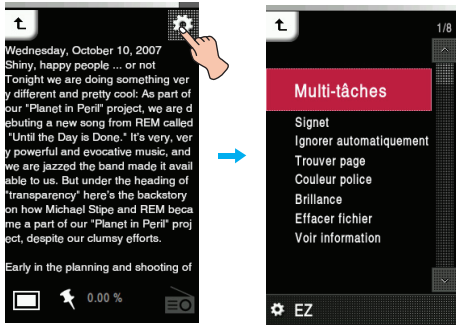 Wednesday, October 10, 2007
Shiny, happy people ... or not
Tonight we are doing something ver
y different and pretty cool: As part of
our "Planet in Peril" project, we are d
ebuting a new song from REM called
"Until the Day is Done." It's very, ver
y powerful and evocative music, and
we are jazzed the band made it avail
able to us. But under the heading of
"transparency" here's the backstory
on how Michael Stipe and REM beca
me a part of our "Planet in Peril" proj
ect, despite our clumsy efforts.
Early in the planning and shooting of
0.00 %
1/8
Multi-tâches
Signet
Ignorer automatiquement
Trouver page
Couleur police
Brillance
Effacer fichier
Voir information
EZ